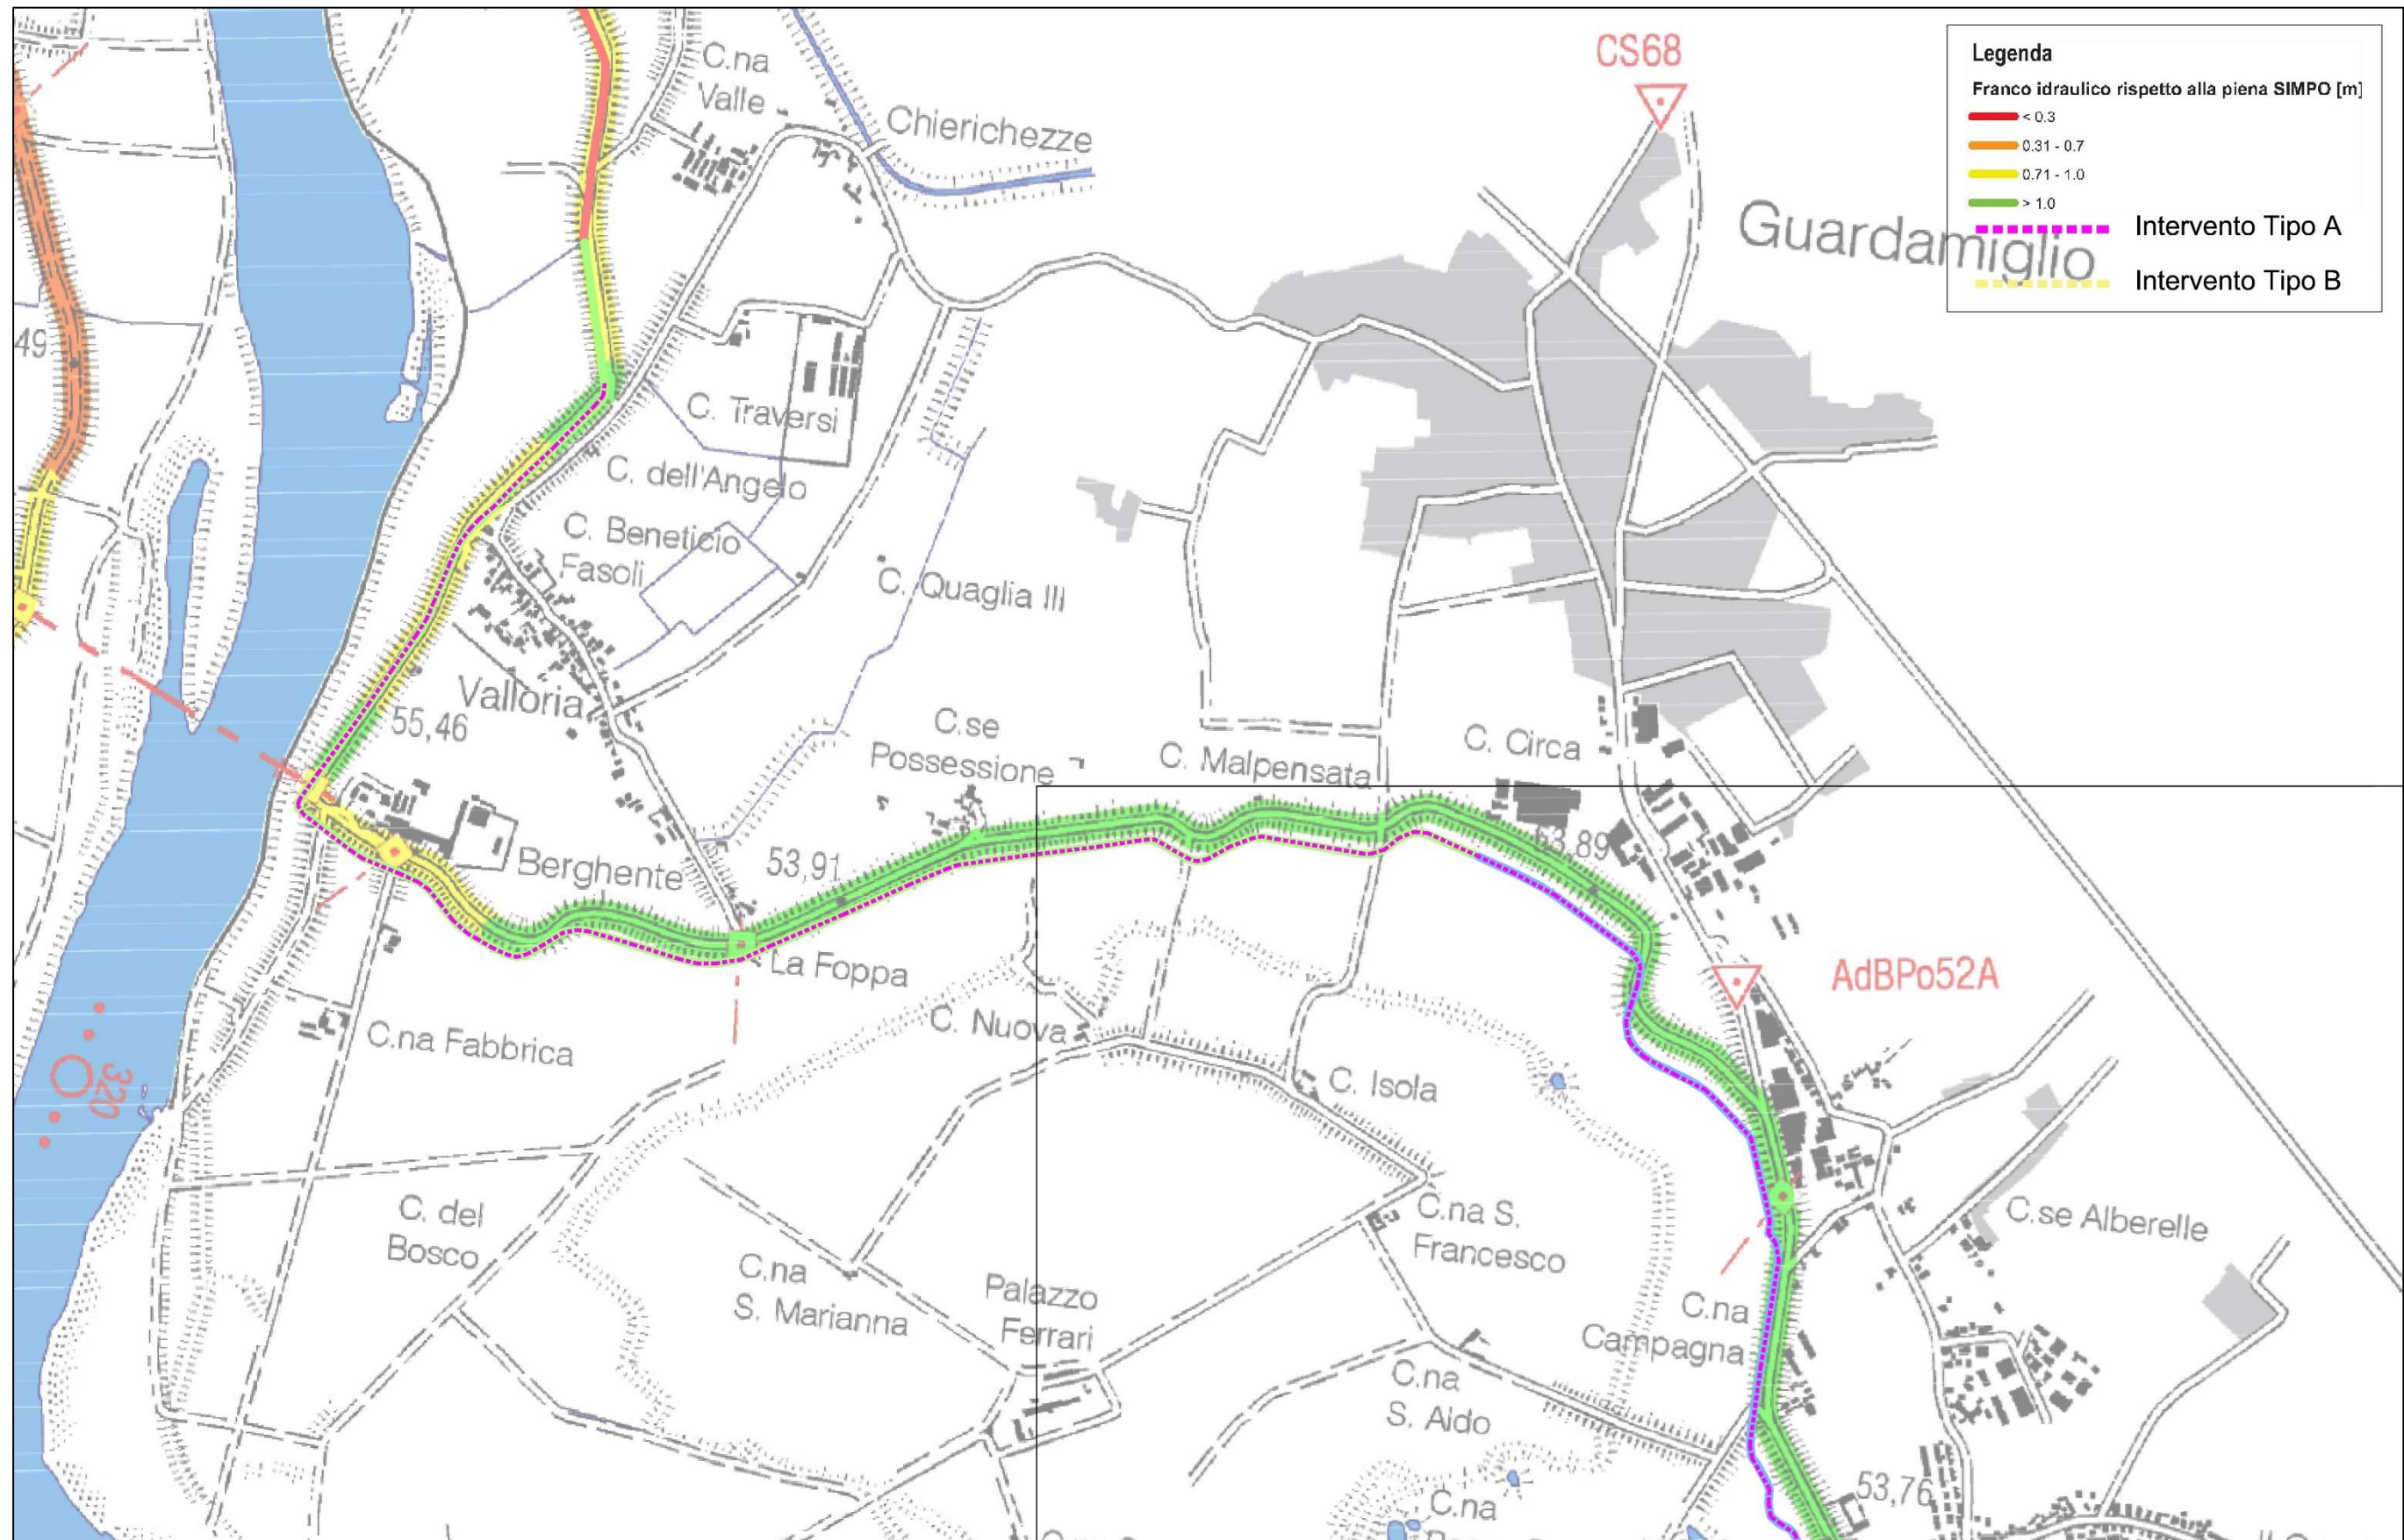 CS68
Legenda
Franco idraulico rispetto alla piena SIMPO [m]
< 0.3
0.31 - 0.7
0.71 - 1.0
> 1.0
Intervento Tipo A
Intervento Tipo B
C.na
Valle
Chierichezze
Guardamiglio
49
C. Traversi
C. dell'Angelo
C. Beneticio
Fasoli
C. Quaglia III
Valloria
55,46
C.se
Possessione
C. Malpensata
C. Circa
53,89
53,91
Berghente
La Foppa
AdBPo52A
C. Nuova
C.na Fabbrica
320
C. Isola
C. del
Bosco
C.na S.
Francesco
C.se Alberelle
C.na
S. Marianna
Palazzo
Ferrari
C.na
Campagna
C.na
S. Aldo
53,76
C.na